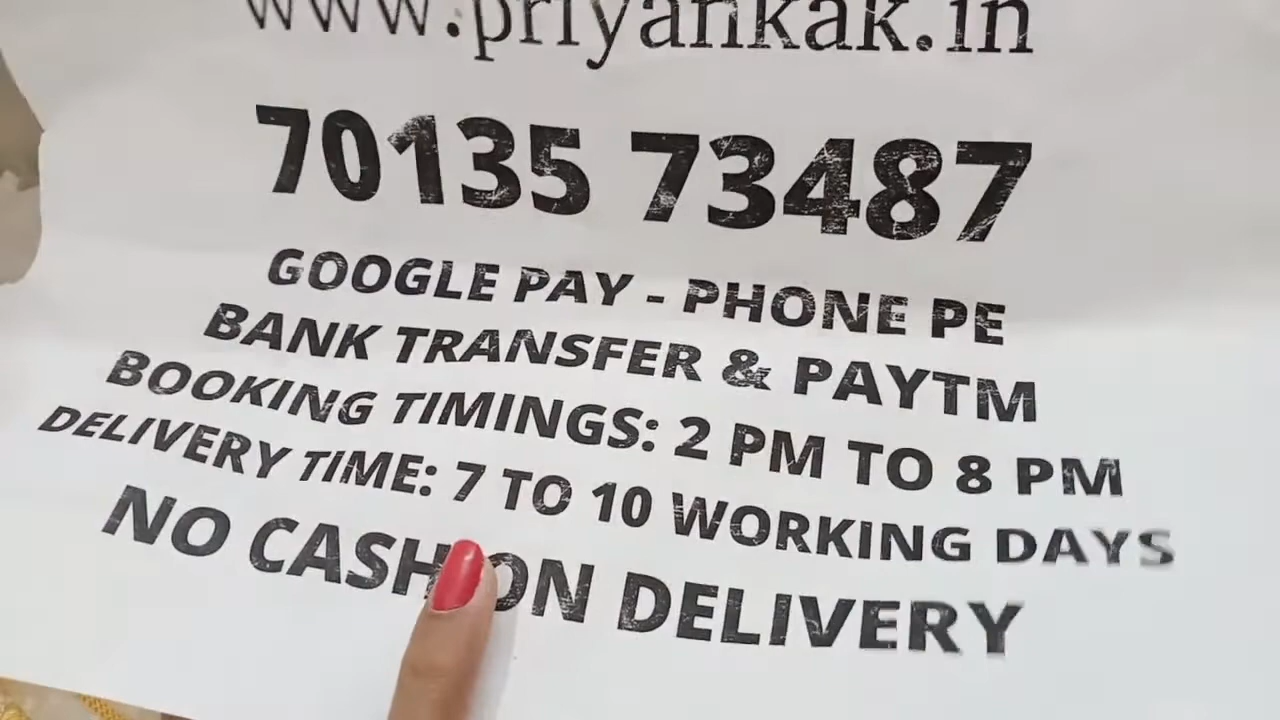 www.priyankak.in
70135 73487
GOOGLE PAY - PHONE PE
BANK TRANSFER & PAYTM
BOOKING TIMINGS: 2 PM TO 8 PM
DELIVERY TIME: 7 TO 10 WORKING DAYS
NO CASH ON DELIVERY